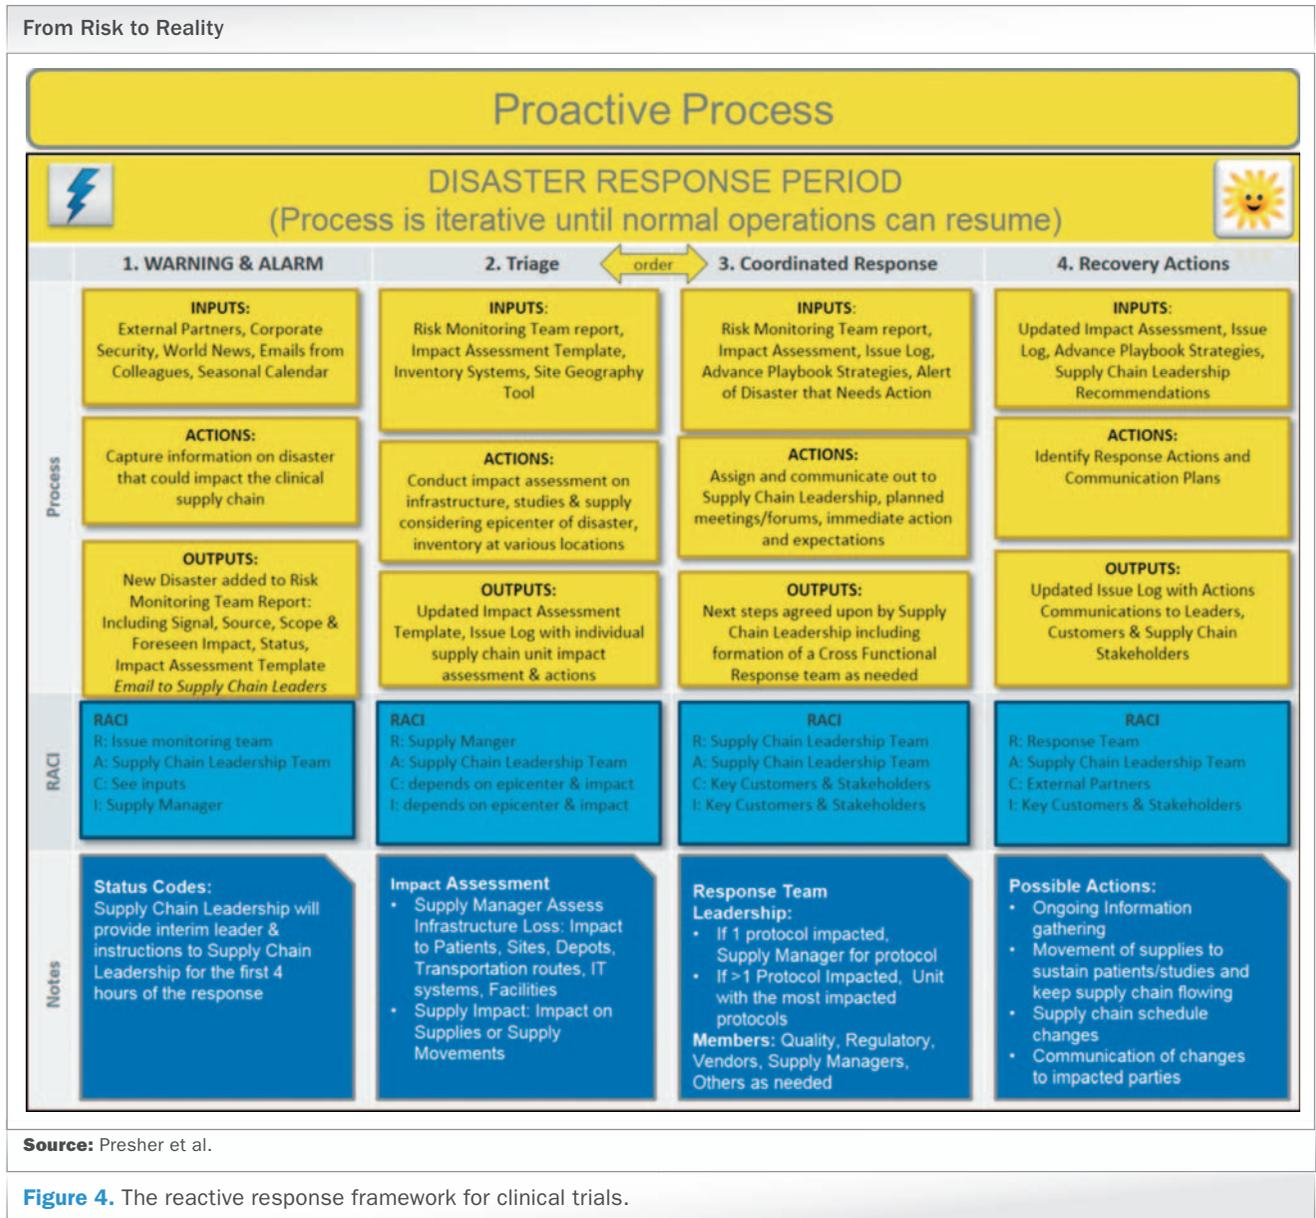 From Risk to Reality
Proactive Process
DISASTER RESPONSE PERIOD
(Process is iterative until normal operations can resume)
1. WARNING & ALARM
2. Triage
order
3. Coordinated Response
4. Recovery Actions
Process
INPUTS:
External Partners, Corporate
Security, World News, Emails from
Colleagues, Seasonal Calendar
INPUTS:
Risk Monitoring Team report,
Impact Assessment Template,
Inventory Systems, Site Geography
Tool
INPUTS:
Risk Monitoring Team report,
Impact Assessment, Issue Log,
Advance Playbook Strategies, Alert
of Disaster that Needs Action
INPUTS:
Updated Impact Assessment, Issue
Log, Advance Playbook Strategies,
Supply Chain Leadership
Recommendations
ACTIONS:
Capture information on disaster
that could impact the clinical
supply chain
ACTIONS:
Conduct impact assessment on
infrastructure, studies & supply
considering epicenter of disaster,
inventory at various locations
ACTIONS:
Assign and communicate out to
Supply Chain Leadership, planned
meetings/forums, immediate action
and expectations
ACTIONS:
Identify Response Actions and
Communication Plans
OUTPUTS:
New Disaster added to Risk
Monitoring Team Report:
Including Signal, Source, Scope &
Foreseen Impact, Status,
Impact Assessment Template
Email to Supply Chain Leaders
OUTPUTS:
Updated Impact Assessment
Template, Issue Log with individual
supply chain unit impact
assessment & actions
OUTPUTS:
Next steps agreed upon by Supply
Chain Leadership including
formation of a Cross Functional
Response team as needed
OUTPUTS:
Updated Issue Log with Actions
Communications to Leaders,
Customers & Supply Chain
Stakeholders
RACI
RACI
R: Issue monitoring team
A: Supply Chain Leadership Team
C: See inputs
I: Supply Manager
RACI
R: Supply Manger
A: Supply Chain Leadership Team
C: depends on epicenter & impact
I: depends on epicenter & impact
RACI
R: Supply Chain Leadership Team
A: Supply Chain Leadership Team
C: Key Customers & Stakeholders
I: Key Customers & Stakeholders
RACI
R: Response Team
A: Supply Chain Leadership Team
C: External Partners
I: Key Customers & Stakeholders
Notes
Status Codes:
Supply Chain Leadership will
provide interim leader &
instructions to Supply Chain
Leadership for the first 4
hours of the response
Impact Assessment
• Supply Manager Assess
Infrastructure Loss: Impact
to Patients, Sites, Depots,
Transportation routes, IT
systems, Facilities
• Supply Impact: Impact on
Supplies or Supply
Movements
Response Team
Leadership:
• If 1 protocol impacted,
Supply Manager for protocol
• If >1 Protocol Impacted, Unit
with the most impacted
protocols
Members: Quality, Regulatory,
Vendors, Supply Managers,
Others as needed
Possible Actions:
• Ongoing Information
gathering
• Movement of supplies to
sustain patients/studies and
keep supply chain flowing
• Supply chain schedule
changes
• Communication of changes
to impacted parties
Source: Presher et al.
Figure 4. The reactive response framework for clinical trials.